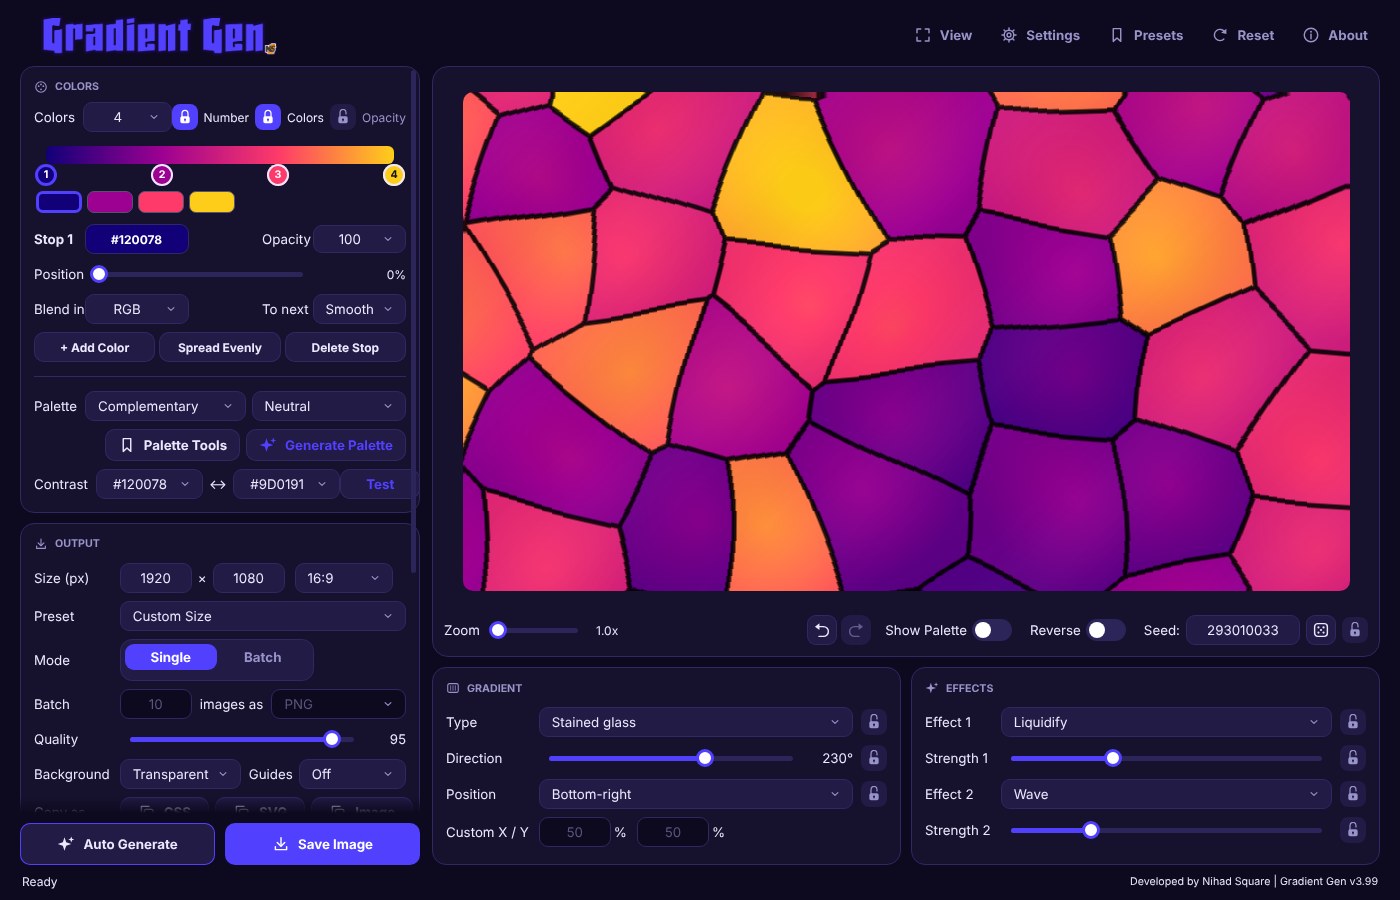 Gradient Gen
View
Settings
Presets
Reset
About
COLORS
Colors 4 Number Colors Opacity
1 2 3 4
Stop 1 #120078 Opacity 100
Position 0%
Blend in RGB To next Smooth
+ Add Color Spread Evenly Delete Stop
Palette Complementary Neutral
Palette Tools Generate Palette
Contrast #120078 ↔ #9D0191 Test
OUTPUT
Size (px) 1920 × 1080 16:9
Preset Custom Size
Mode Single Batch
Batch 10 images as PNG
Quality 95
Background Transparent Guides Off
Copy as CSS SVG Image
Auto Generate Save Image
Ready
Zoom 1.0x Show Palette Reverse Seed: 293010033
GRADIENT
Type Stained glass
Direction 230°
Position Bottom-right
Custom X / Y 50 % 50 %
EFFECTS
Effect 1 Liquidify
Strength 1
Effect 2 Wave
Strength 2
Developed by Nihad Square | Gradient Gen v3.99